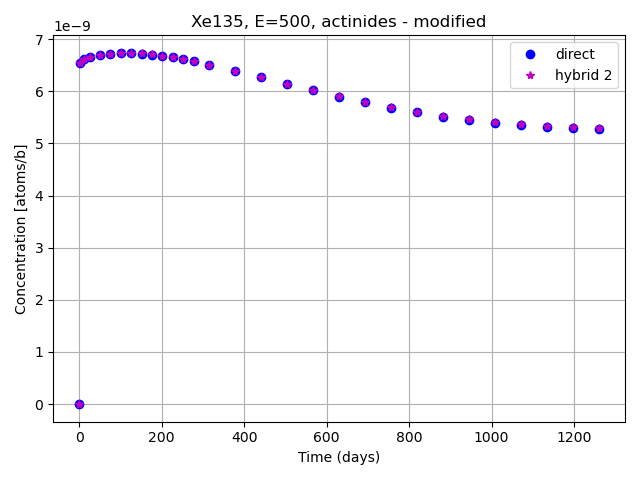 Xe135, E=500, actinides - modified
1e−9
7
6
5
4
3
2
1
0
Concentration [atoms/b]
direct
hybrid 2
0 200 400 600 800 1000 1200
Time (days)